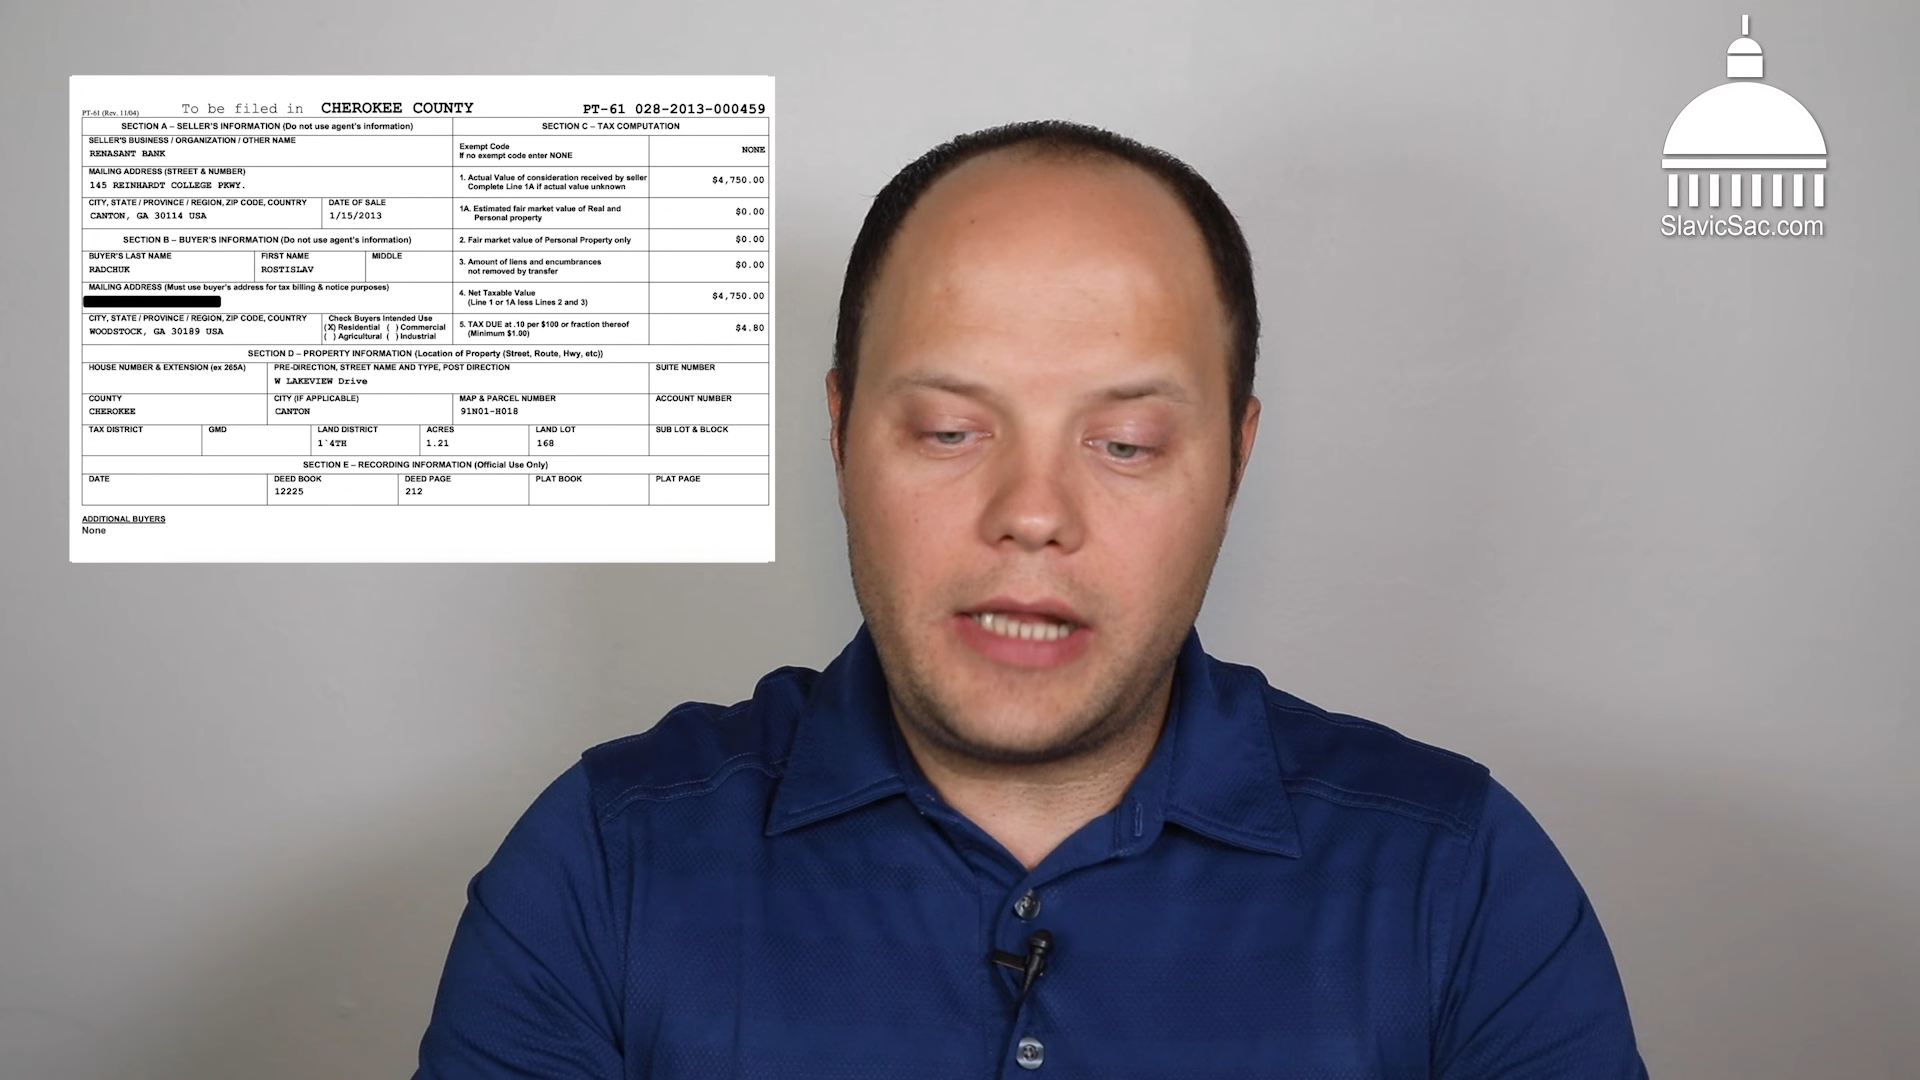 PT-61 (Rev. 11/04) To be filed in CHEROKEE COUNTY PT-61 028-2013-000459
SECTION A – SELLER'S INFORMATION (Do not use agent's information)
SELLER'S BUSINESS / ORGANIZATION / OTHER NAME
RENASANT BANK
MAILING ADDRESS (STREET & NUMBER)
145 REINHARDT COLLEGE PKWY.
CITY, STATE / PROVINCE / REGION, ZIP CODE, COUNTRY DATE OF SALE
CANTON, GA 30114 USA 1/15/2013
SECTION B – BUYER'S INFORMATION (Do not use agent's information)
BUYER'S LAST NAME FIRST NAME MIDDLE
RADCHUK ROSTISLAV
MAILING ADDRESS (Must use buyer's address for tax billing & notice purposes)
CITY, STATE / PROVINCE / REGION, ZIP CODE, COUNTRY
WOODSTOCK, GA 30189 USA
Check Buyers Intended Use
(X) Residential ( ) Commercial
( ) Agricultural ( ) Industrial
SECTION C – TAX COMPUTATION
Exempt Code
If no exempt code enter NONE NONE
1. Actual Value of consideration received by seller
Complete Line 1A if actual value unknown $4,750.00
1A. Estimated fair market value of Real and
Personal property $0.00
2. Fair market value of Personal Property only $0.00
3. Amount of liens and encumbrances
not removed by transfer $0.00
4. Net Taxable Value
(Line 1 or 1A less Lines 2 and 3) $4,750.00
5. TAX DUE at .10 per $100 or fraction thereof
(Minimum $1.00) $4.80
SECTION D – PROPERTY INFORMATION (Location of Property (Street, Route, Hwy, etc))
HOUSE NUMBER & EXTENSION (ex 265A) PRE-DIRECTION, STREET NAME AND TYPE, POST DIRECTION SUITE NUMBER
W LAKEVIEW Drive
COUNTY CITY (IF APPLICABLE) MAP & PARCEL NUMBER ACCOUNT NUMBER
CHEROKEE CANTON 91N01-H018
TAX DISTRICT GMD LAND DISTRICT ACRES LAND LOT SUB LOT & BLOCK
1`4TH 1.21 168
SECTION E – RECORDING INFORMATION (Official Use Only)
DATE DEED BOOK DEED PAGE PLAT BOOK PLAT PAGE
12225 212
ADDITIONAL BUYERS
None
SlavicSac.com